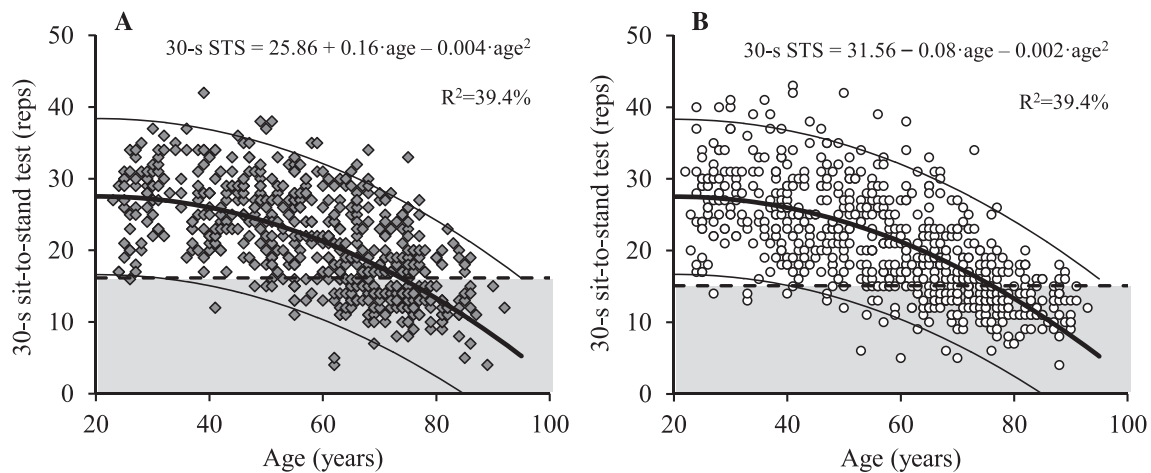 A
30-s STS = 25.86 + 0.16·age – 0.004·age²
R²=39.4%
30-s sit-to-stand test (reps)
50
40
30
20
10
0
20 40 60 80 100
Age (years)
B
30-s STS = 31.56 − 0.08·age – 0.002·age²
R²=39.4%
30-s sit-to-stand test (reps)
50
40
30
20
10
0
20 40 60 80 100
Age (years)